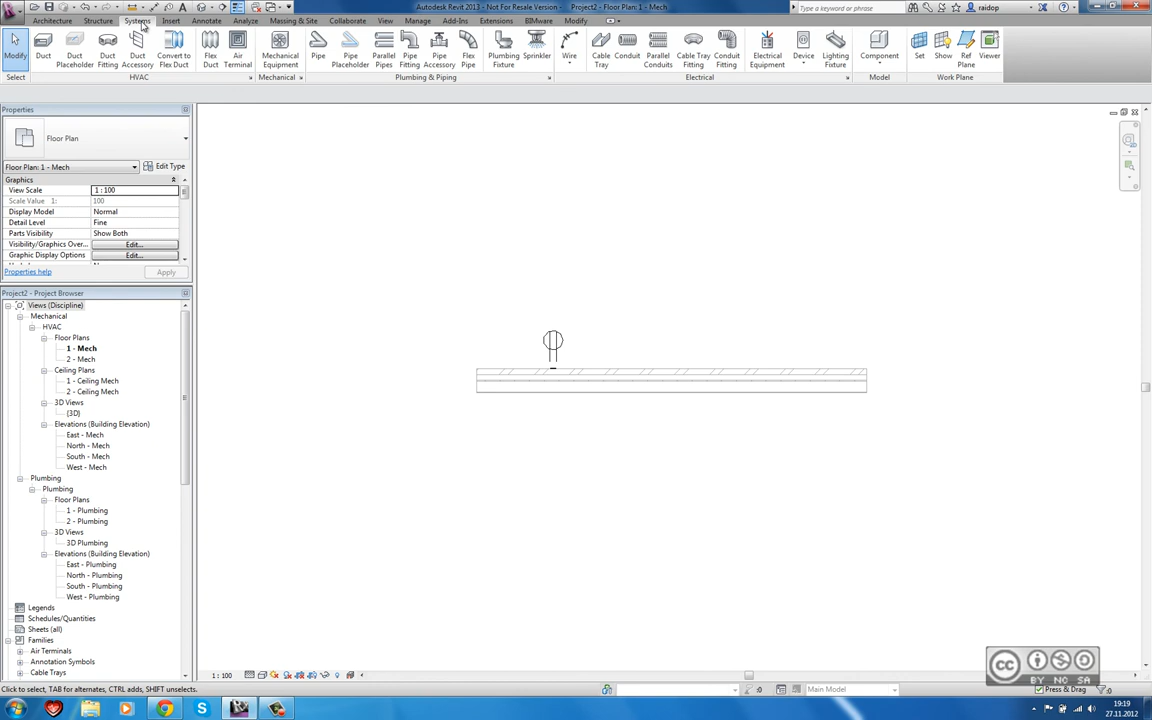 Autodesk Revit 2013 - Not For Resale Version - Project2 - Floor Plan: 1 - Mech
Type a keyword or phrase
raidop
Architecture Structure Systems Insert Annotate Analyze Massing & Site Collaborate View Manage Add-Ins Extensions BIMware Modify
Modify
Duct
Duct Placeholder
Duct Fitting
Duct Accessory
Convert to Flex Duct
Flex Duct
Air Terminal
Mechanical Equipment
Pipe
Pipe Placeholder
Parallel Pipes
Pipe Fitting
Pipe Accessory
Flex Pipe
Plumbing Fixture
Sprinkler
Wire
Cable Tray
Conduit
Parallel Conduits
Cable Tray Fitting
Conduit Fitting
Electrical Equipment
Device
Lighting Fixture
Component
Set
Show
Ref Plane
Viewer
Select HVAC Mechanical Plumbing & Piping Electrical Model Work Plane
Properties
Floor Plan
Floor Plan: 1 - Mech Edit Type
Graphics
View Scale 1 : 100
Scale Value 1: 100
Display Model Normal
Detail Level Fine
Parts Visibility Show Both
Visibility/Graphics Over... Edit...
Graphic Display Options Edit...
Properties help Apply
Project2 - Project Browser
Views (Discipline)
Mechanical
HVAC
Floor Plans
1 - Mech
2 - Mech
Ceiling Plans
1 - Ceiling Mech
2 - Ceiling Mech
3D Views
{3D}
Elevations (Building Elevation)
East - Mech
North - Mech
South - Mech
West - Mech
Plumbing
Plumbing
Floor Plans
1 - Plumbing
2 - Plumbing
3D Views
3D Plumbing
Elevations (Building Elevation)
East - Plumbing
North - Plumbing
South - Plumbing
West - Plumbing
Legends
Schedules/Quantities
Sheets (all)
Families
Air Terminals
Annotation Symbols
Cable Trays
1 : 100
Click to select, TAB for alternates, CTRL adds, SHIFT unselects.
:0
Main Model
Press & Drag
:0
cc
BY NC SA
19:19
27.11.2012